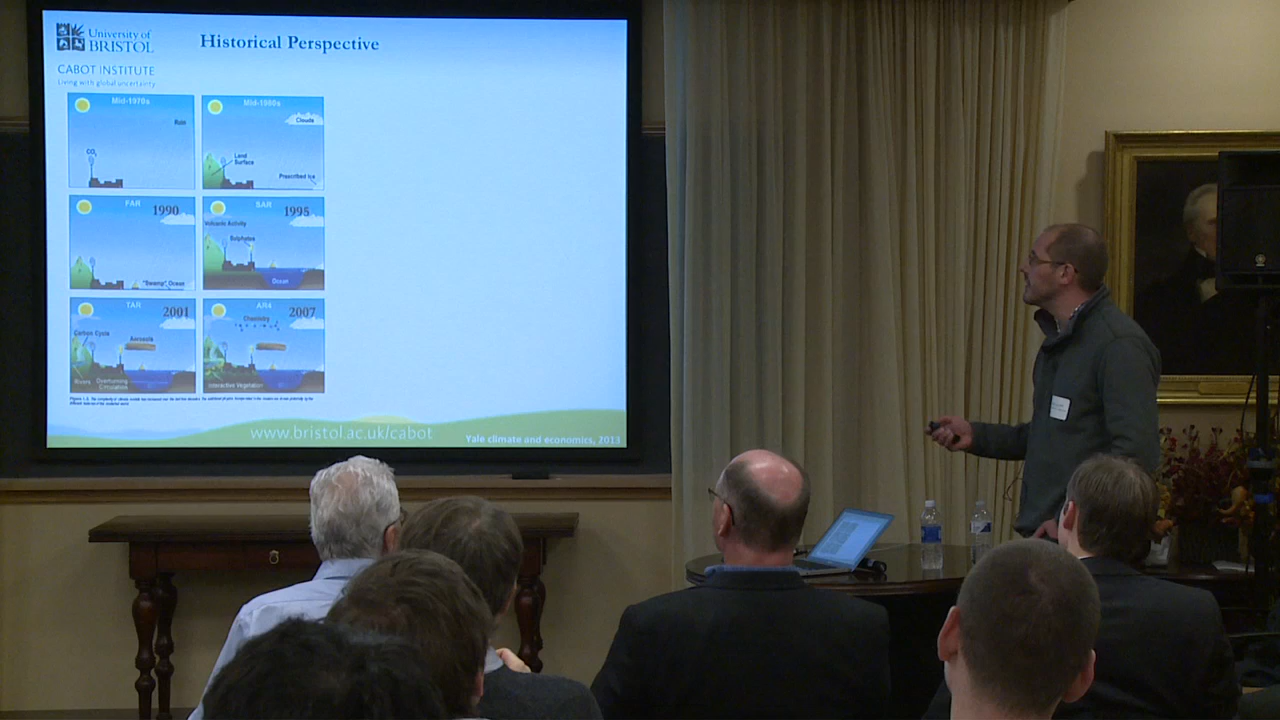 University of
BRISTOL
Historical Perspective
CABOT INSTITUTE
Living with global uncertainty
Mid-1970s
Rain
CO2
Mid-1980s
Clouds
Land
Surface
Prescribed Ice
FAR
1990
"Swamp" Ocean
SAR
1995
Volcanic Activity
Sulphates
Ocean
TAR
2001
Carbon Cycle
Aerosols
Rivers
Overturning
Circulation
AR4
2007
Chemistry
Interactive Vegetation
www.bristol.ac.uk/cabot
Yale climate and economics, 2013